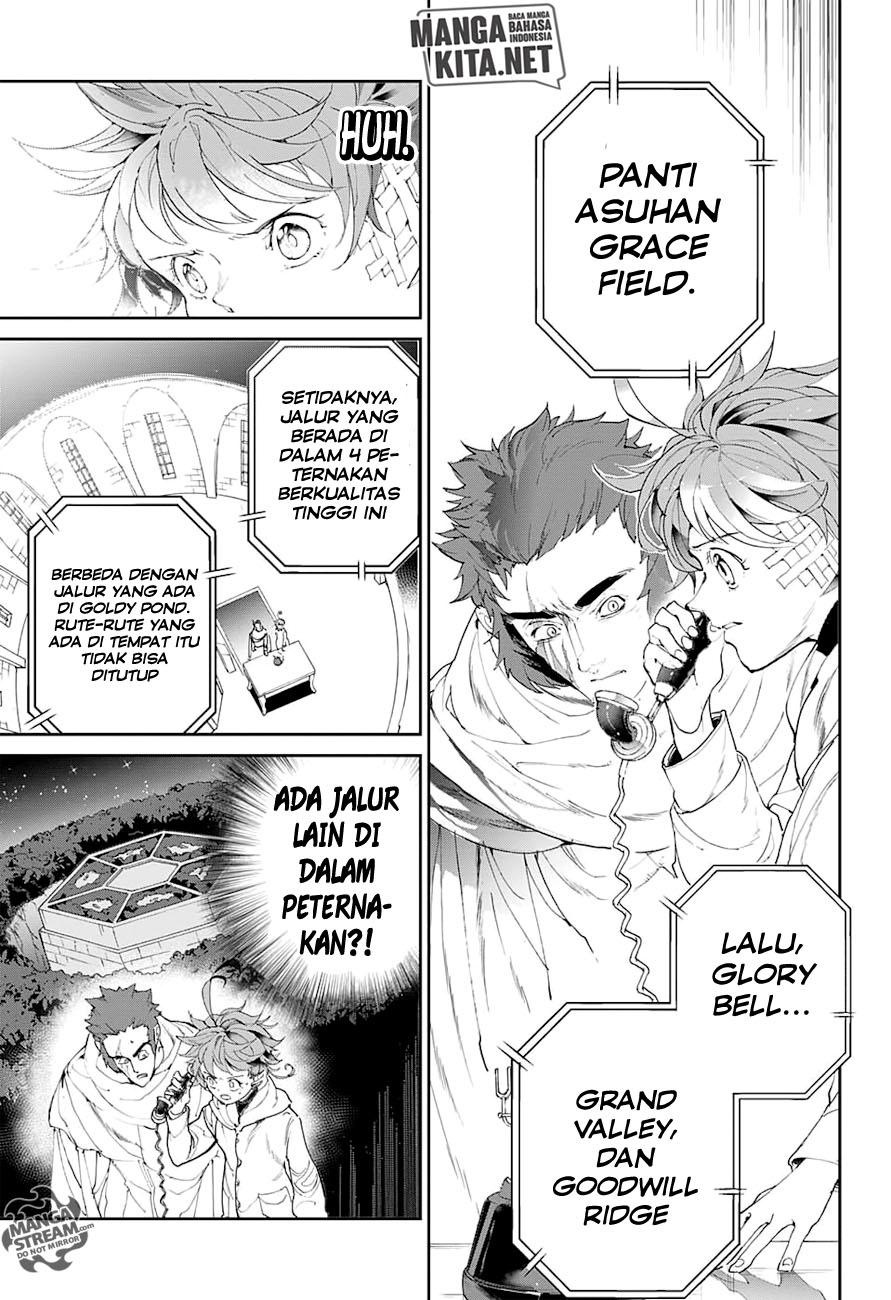 MANGA
KITA.NET
BACA MANGA
BAHASA
INDONESIA
PANTI
ASUHAN
GRACE
FIELD.
LALU,
GLORY
BELL...
GRAND
VALLEY,
DAN
GOODWILL
RIDGE
HUH.
SETIDAKNYA,
JALUR YANG
BERADA DI
DALAM 4 PE-
TERNAKAN
BERKUALITAS
TINGGI INI
BERBEDA DENGAN
JALUR YANG ADA
DI GOLDY POND.
RUTE-RUTE YANG
ADA DI TEMPAT ITU
TIDAK BISA
DITUTUP
ADA JALUR
LAIN DI
DALAM
PETERNA-
KAN?!
MANGA
STREAM.com
DO NOT MIRROR!